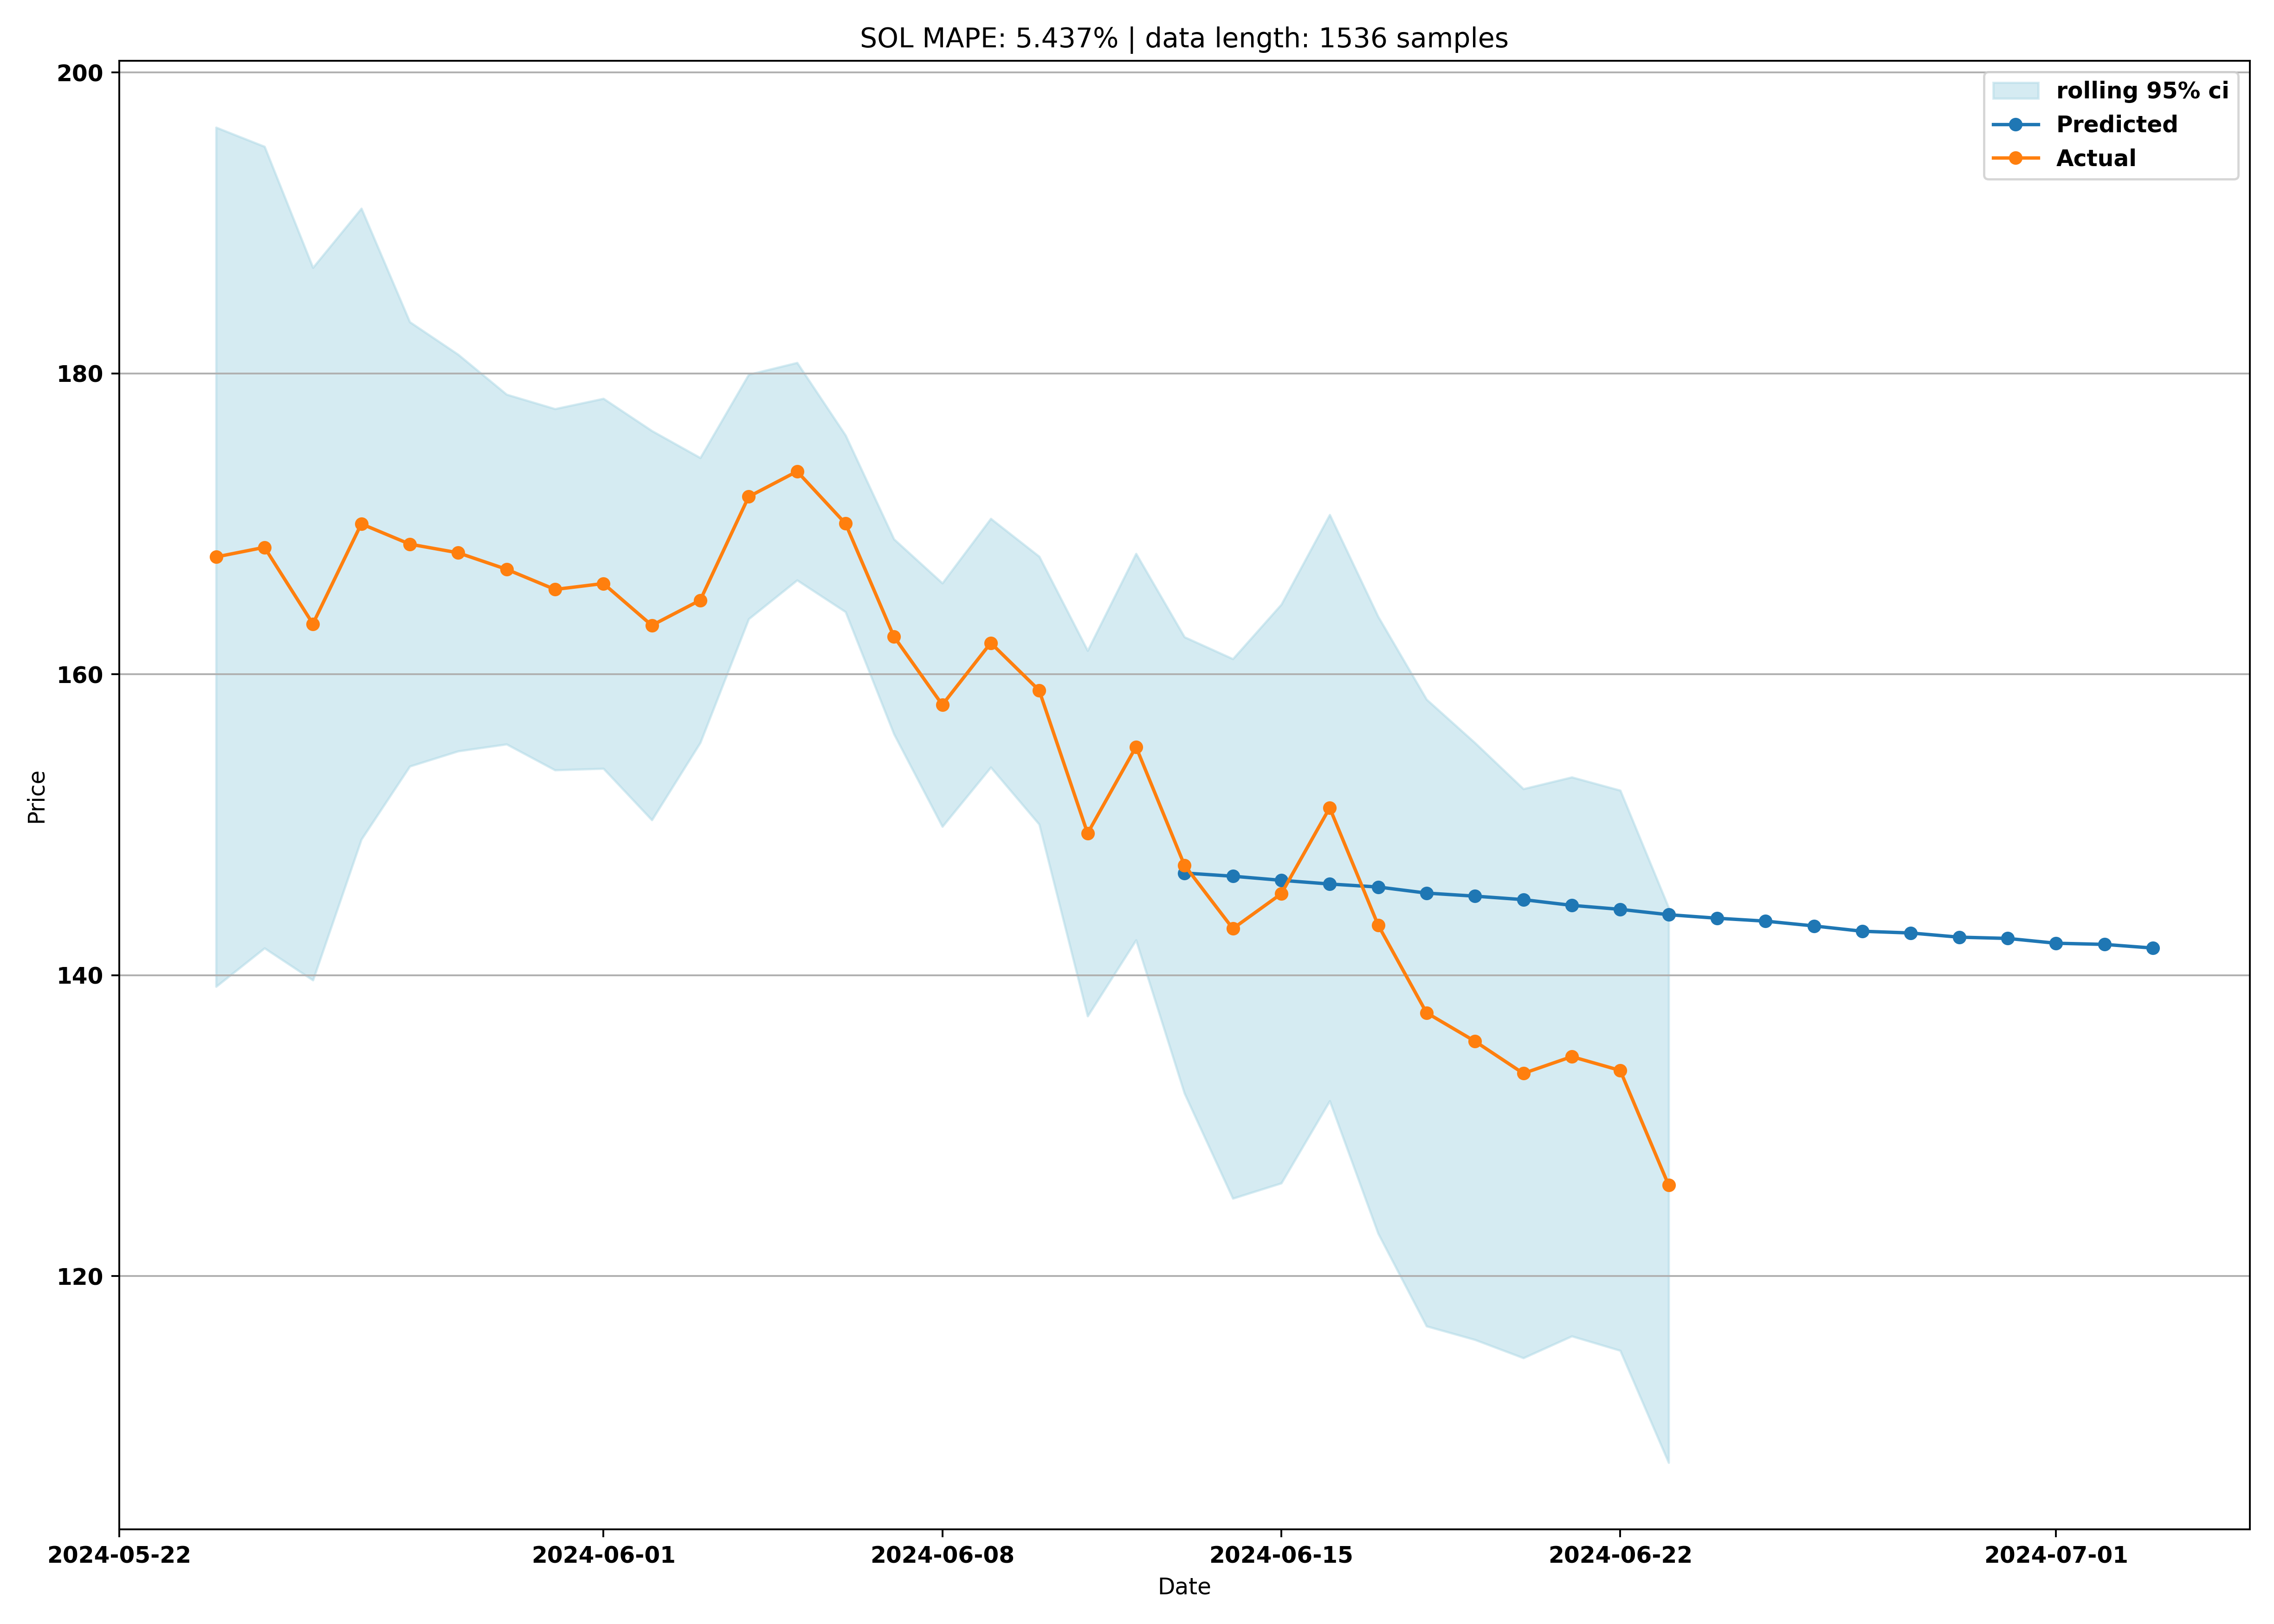 SOL MAPE: 5.437% | data length: 1536 samples
200
180
160
140
120
Price
rolling 95% ci
Predicted
Actual
2024-05-22
2024-06-01
2024-06-08
2024-06-15
2024-06-22
2024-07-01
Date